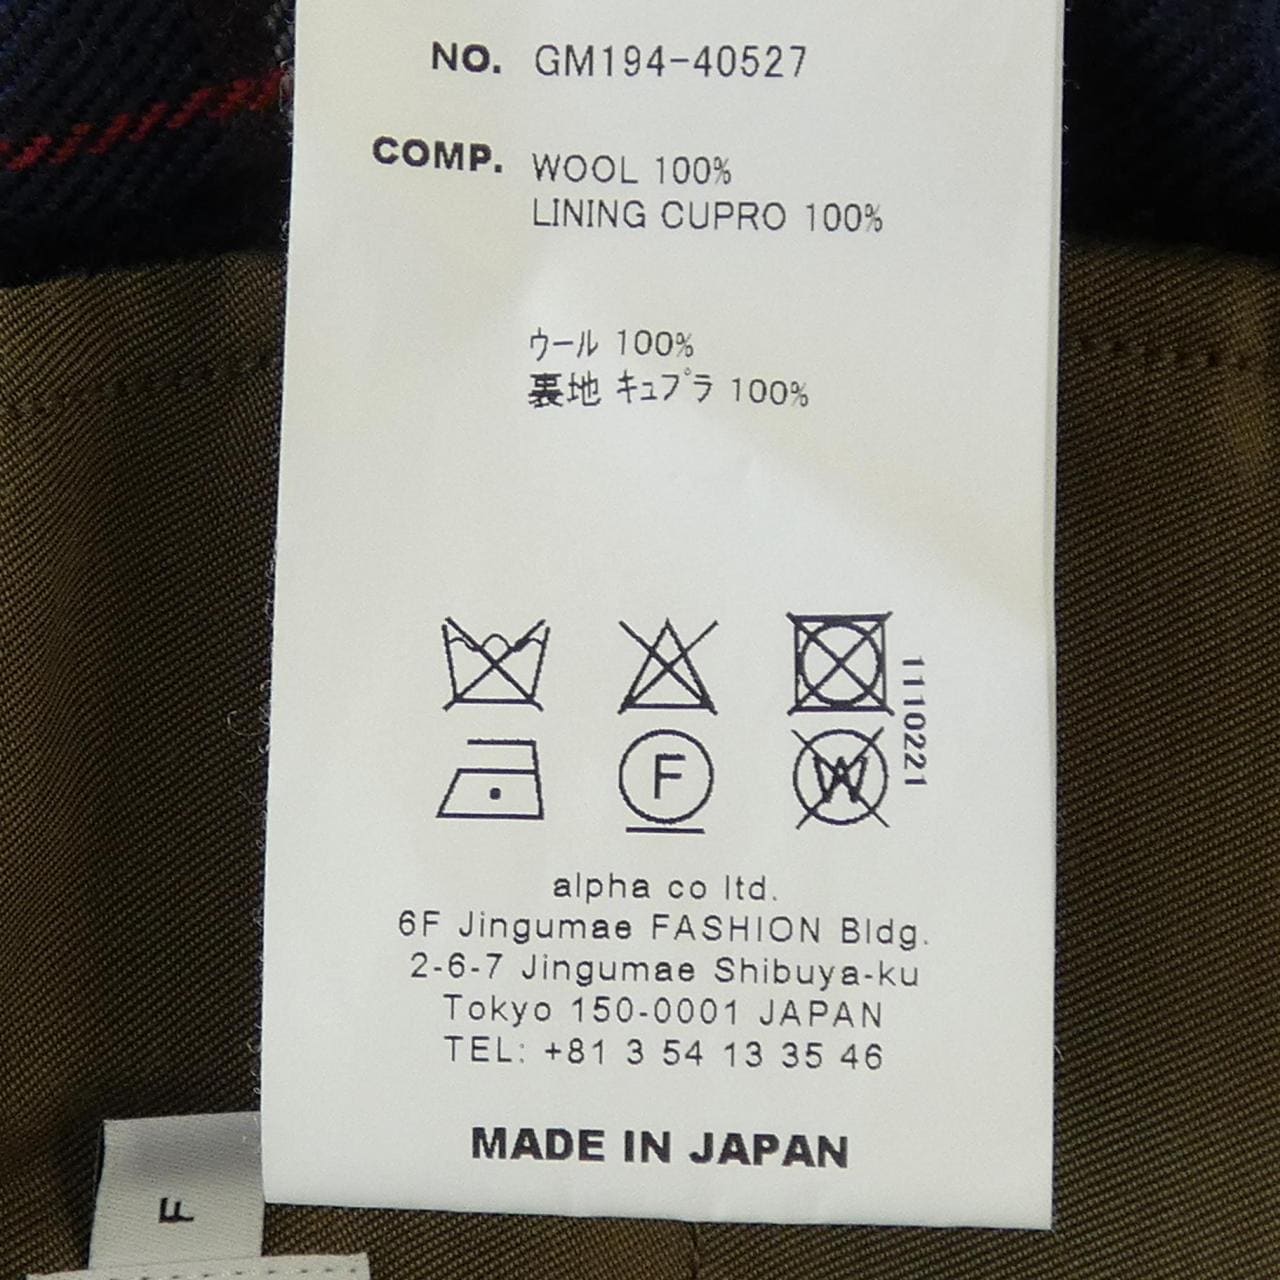 NO. GM194-40527
COMP. WOOL 100%
LINING CUPRO 100%
ウール 100%
裏地 キュプラ 100%
1110221
F
W
alpha co ltd.
6F Jingumae FASHION Bldg.
2-6-7 Jingumae Shibuya-ku
Tokyo 150-0001 JAPAN
TEL: +81 3 54 13 35 46
MADE IN JAPAN
F